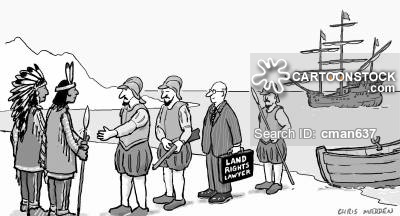 CARTOONSTOCK
.com
Search ID: cman637
LAND
RIGHTS
LAWYER
CHRIS MADDEN